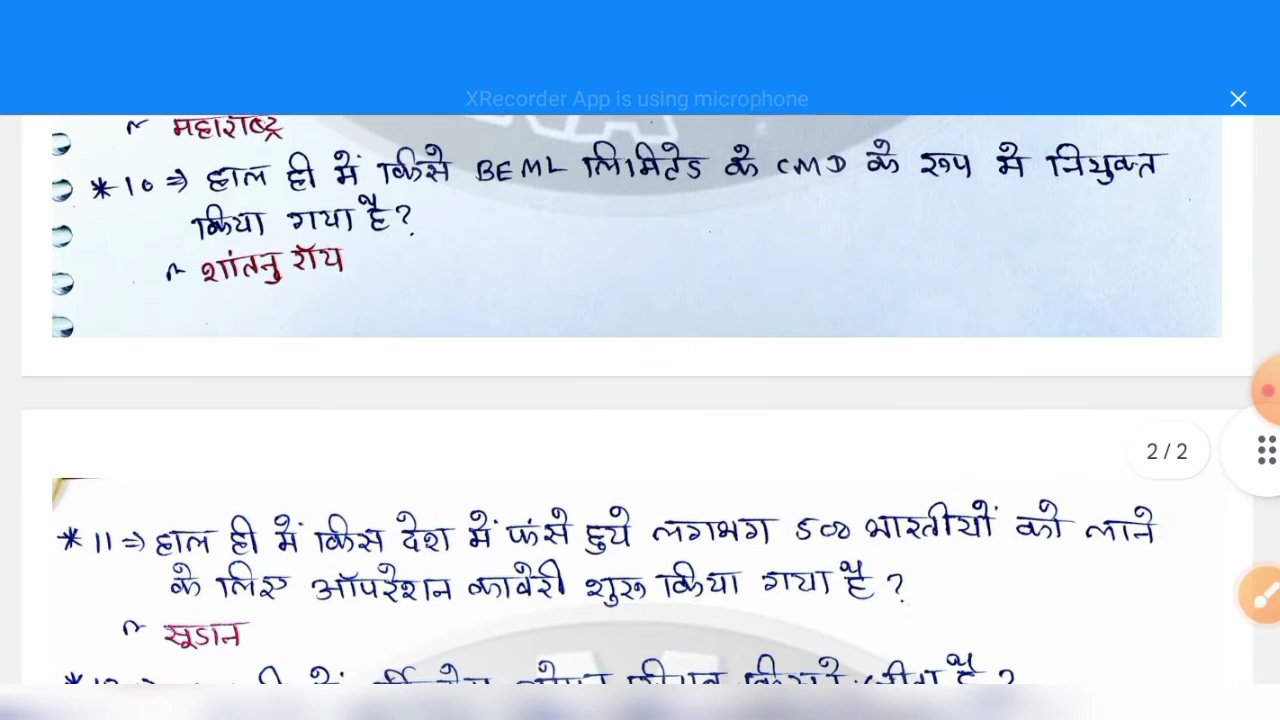 XRecorder App is using microphone
~ महाराष्ट्र
* 10 ⇒ हाल ही में किसे BEML लिमिटेड के CMD के रूप मे नियुक्त
किया गया है?
~ शांतनु रॉय
2 / 2
* 11 ⇒ हाल ही में किस देश में फंसे हुये लगभग 500 भारतीयों को लाने
के लिए ऑपरेशन कावेरी शुरू किया गया है ?
~ सूडान